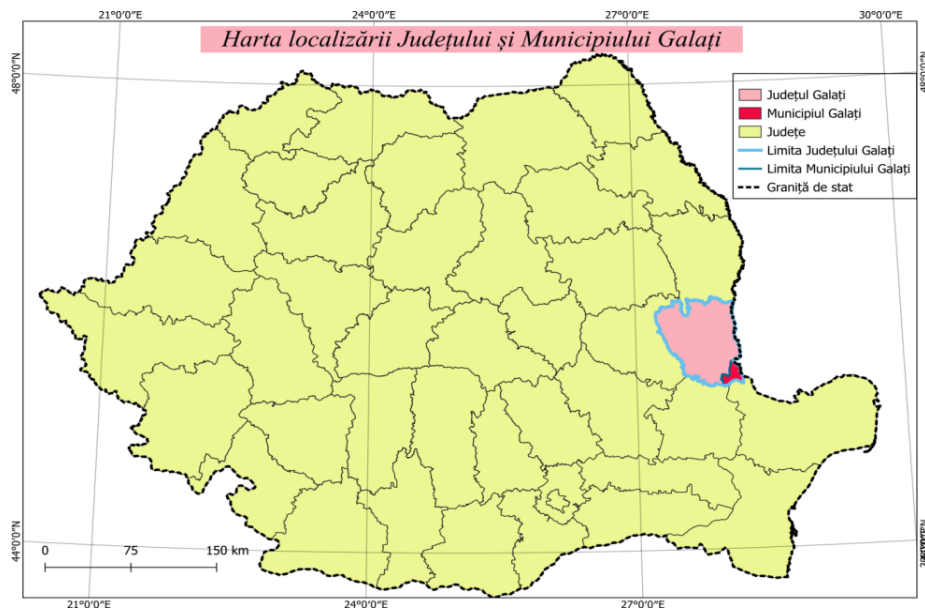 21°0'0"N
24°0'0"N
27°0'0"N
30°0'0"N
Harta localizării Județului și Municipiului Galați
48°0'0"N
Județul Galați
Municipiul Galați
Județe
Limita Județului Galați
Limita Municipiului Galați
Graniță de stat
44°0'0"N
0
75
150 km
21°0'0"N
24°0'0"N
27°0'0"N